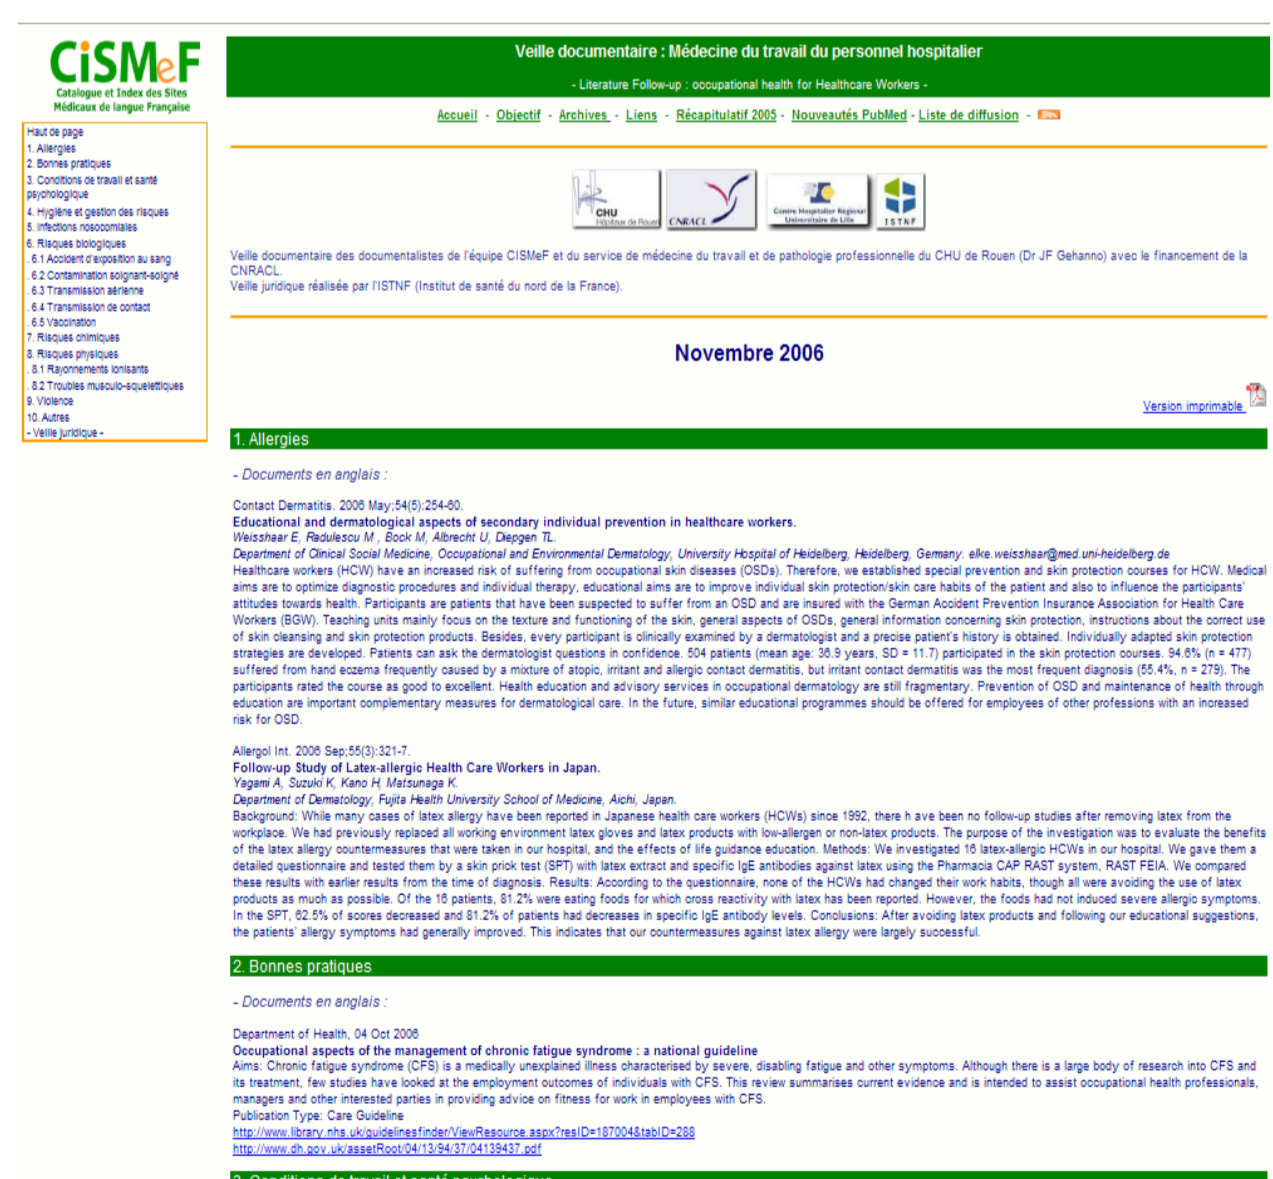 CiSMeF
Catalogue et Index des Sites
Médicaux de langue Française
Haut de page
1. Allergies
2. Bonnes pratiques
3. Conditions de travail et santé
psychologique
4. Hygiène et gestion des risques
5. Infections nosocomiales
6. Risques biologiques
. 6.1 Accident d'exposition au sang
. 6.2 Contamination soignant-soigné
. 6.3 Transmission aérienne
. 6.4 Transmission de contact
. 6.5 Vaccination
7. Risques chimiques
8. Risques physiques
. 8.1 Rayonnements ionisants
. 8.2 Troubles musculo-squelettiques
9. Violence
10. Autres
- Veille juridique -
Veille documentaire : Médecine du travail du personnel hospitalier
- Literature Follow-up : occupational health for Healthcare Workers -
Accueil - Objectif - Archives - Liens - Récapitulatif 2005 - Nouveautés PubMed - Liste de diffusion -
CHU
Hôpitaux de Rouen
CNRACL
Centre Hospitalier Régional
Universitaire de Lille
ISTNF
Veille documentaire des documentalistes de l'équipe CISMeF et du service de médecine du travail et de pathologie professionnelle du CHU de Rouen (Dr JF Gehanno) avec le financement de la
CNRACL.
Veille juridique réalisée par l'ISTNF (Institut de santé du nord de la France).
Novembre 2006
Version imprimable
1. Allergies
- Documents en anglais :
Contact Dermatitis. 2006 May;54(5):254-60.
Educational and dermatological aspects of secondary individual prevention in healthcare workers.
Weisshaar E, Radulescu M , Bock M, Albrecht U, Diepgen TL.
Department of Clinical Social Medicine, Occupational and Environmental Dermatology, University Hospital of Heidelberg, Heidelberg, Germany. elke.weisshaar@med.uni-heidelberg.de
Healthcare workers (HCW) have an increased risk of suffering from occupational skin diseases (OSDs). Therefore, we established special prevention and skin protection courses for HCW. Medical
aims are to optimize diagnostic procedures and individual therapy, educational aims are to improve individual skin protection/skin care habits of the patient and also to influence the participants'
attitudes towards health. Participants are patients that have been suspected to suffer from an OSD and are insured with the German Accident Prevention Insurance Association for Health Care
Workers (BGW). Teaching units mainly focus on the texture and functioning of the skin, general aspects of OSDs, general information concerning skin protection, instructions about the correct use
of skin cleansing and skin protection products. Besides, every participant is clinically examined by a dermatologist and a precise patient's history is obtained. Individually adapted skin protection
strategies are developed. Patients can ask the dermatologist questions in confidence. 504 patients (mean age: 36.9 years, SD = 11.7) participated in the skin protection courses. 94.6% (n = 477)
suffered from hand eczema frequently caused by a mixture of atopic, irritant and allergic contact dermatitis, but irritant contact dermatitis was the most frequent diagnosis (55.4%, n = 279). The
participants rated the course as good to excellent. Health education and advisory services in occupational dermatology are still fragmentary. Prevention of OSD and maintenance of health through
education are important complementary measures for dermatological care. In the future, similar educational programmes should be offered for employees of other professions with an increased
risk for OSD.
Allergol Int. 2006 Sep;55(3):321-7.
Follow-up Study of Latex-allergic Health Care Workers in Japan.
Yagami A, Suzuki K, Kano H, Matsunaga K.
Department of Dermatology, Fujita Health University School of Medicine, Aichi, Japan.
Background: While many cases of latex allergy have been reported in Japanese health care workers (HCWs) since 1992, there h ave been no follow-up studies after removing latex from the
workplace. We had previously replaced all working environment latex gloves and latex products with low-allergen or non-latex products. The purpose of the investigation was to evaluate the benefits
of the latex allergy countermeasures that were taken in our hospital, and the effects of life guidance education. Methods: We investigated 16 latex-allergic HCWs in our hospital. We gave them a
detailed questionnaire and tested them by a skin prick test (SPT) with latex extract and specific IgE antibodies against latex using the Pharmacia CAP RAST system, RAST FEIA. We compared
these results with earlier results from the time of diagnosis. Results: According to the questionnaire, none of the HCWs had changed their work habits, though all were avoiding the use of latex
products as much as possible. Of the 16 patients, 81.2% were eating foods for which cross reactivity with latex has been reported. However, the foods had not induced severe allergic symptoms.
In the SPT, 62.5% of scores decreased and 81.2% of patients had decreases in specific IgE antibody levels. Conclusions: After avoiding latex products and following our educational suggestions,
the patients' allergy symptoms had generally improved. This indicates that our countermeasures against latex allergy were largely successful.
2. Bonnes pratiques
- Documents en anglais :
Department of Health, 04 Oct 2006
Occupational aspects of the management of chronic fatigue syndrome : a national guideline
Aims: Chronic fatigue syndrome (CFS) is a medically unexplained illness characterised by severe, disabling fatigue and other symptoms. Although there is a large body of research into CFS and
its treatment, few studies have looked at the employment outcomes of individuals with CFS. This review summarises current evidence and is intended to assist occupational health professionals,
managers and other interested parties in providing advice on fitness for work in employees with CFS.
Publication Type: Care Guideline
http://www.library.nhs.uk/guidelinesfinder/ViewResource.aspx?resID=187004&tabID=288
http://www.dh.gov.uk/assetRoot/04/13/94/37/04139437.pdf
3. Conditions de travail et santé psychologique